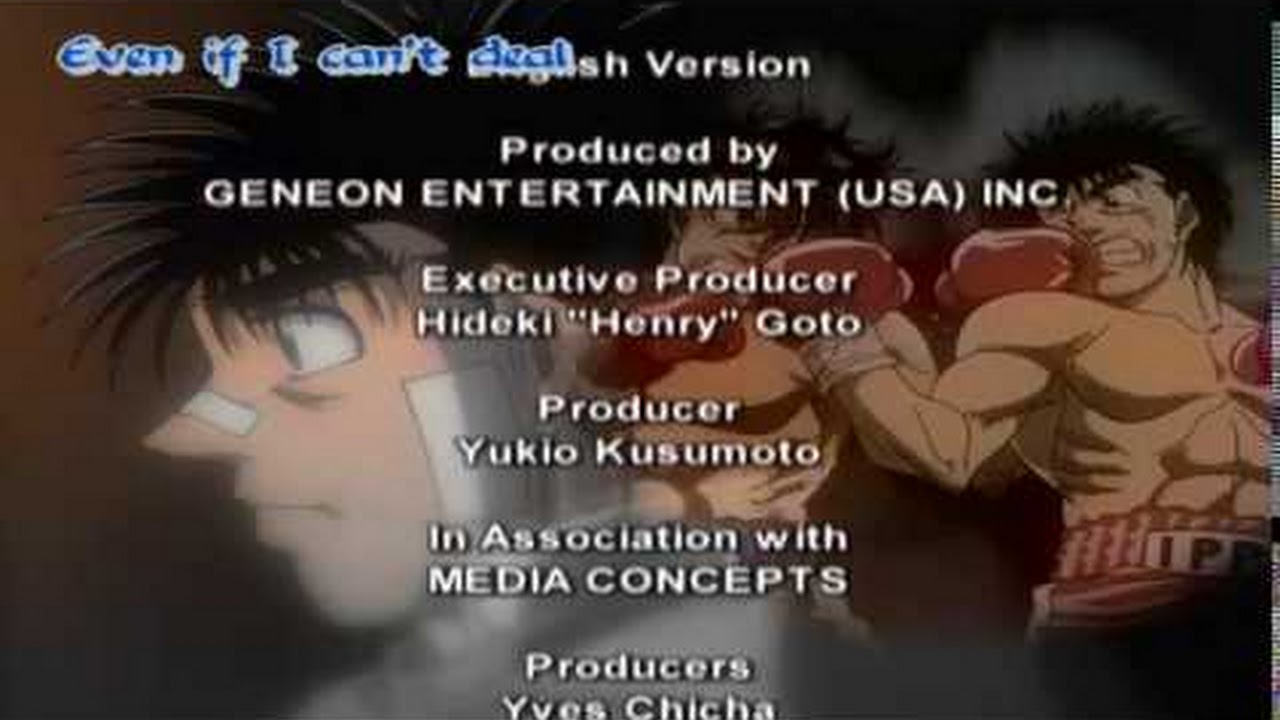 Even if I can't deal
sh Version
Produced by
GENEON ENTERTAINMENT (USA) INC.
Executive Producer
Hideki "Henry" Goto
Producer
Yukio Kusumoto
In Association with
MEDIA CONCEPTS
Producers
Yves Chicha
IPP